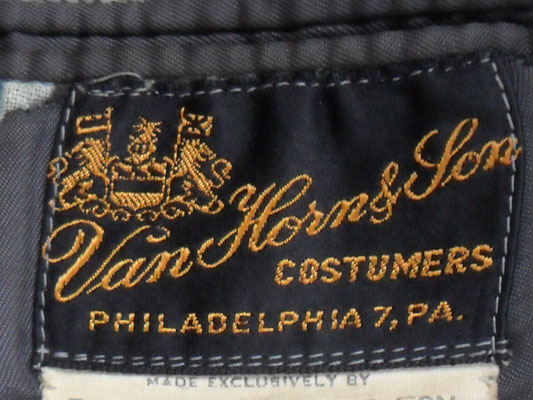 Van Horn & Son
COSTUMERS
PHILADELPHIA 7, PA.
MADE EXCLUSIVELY BY